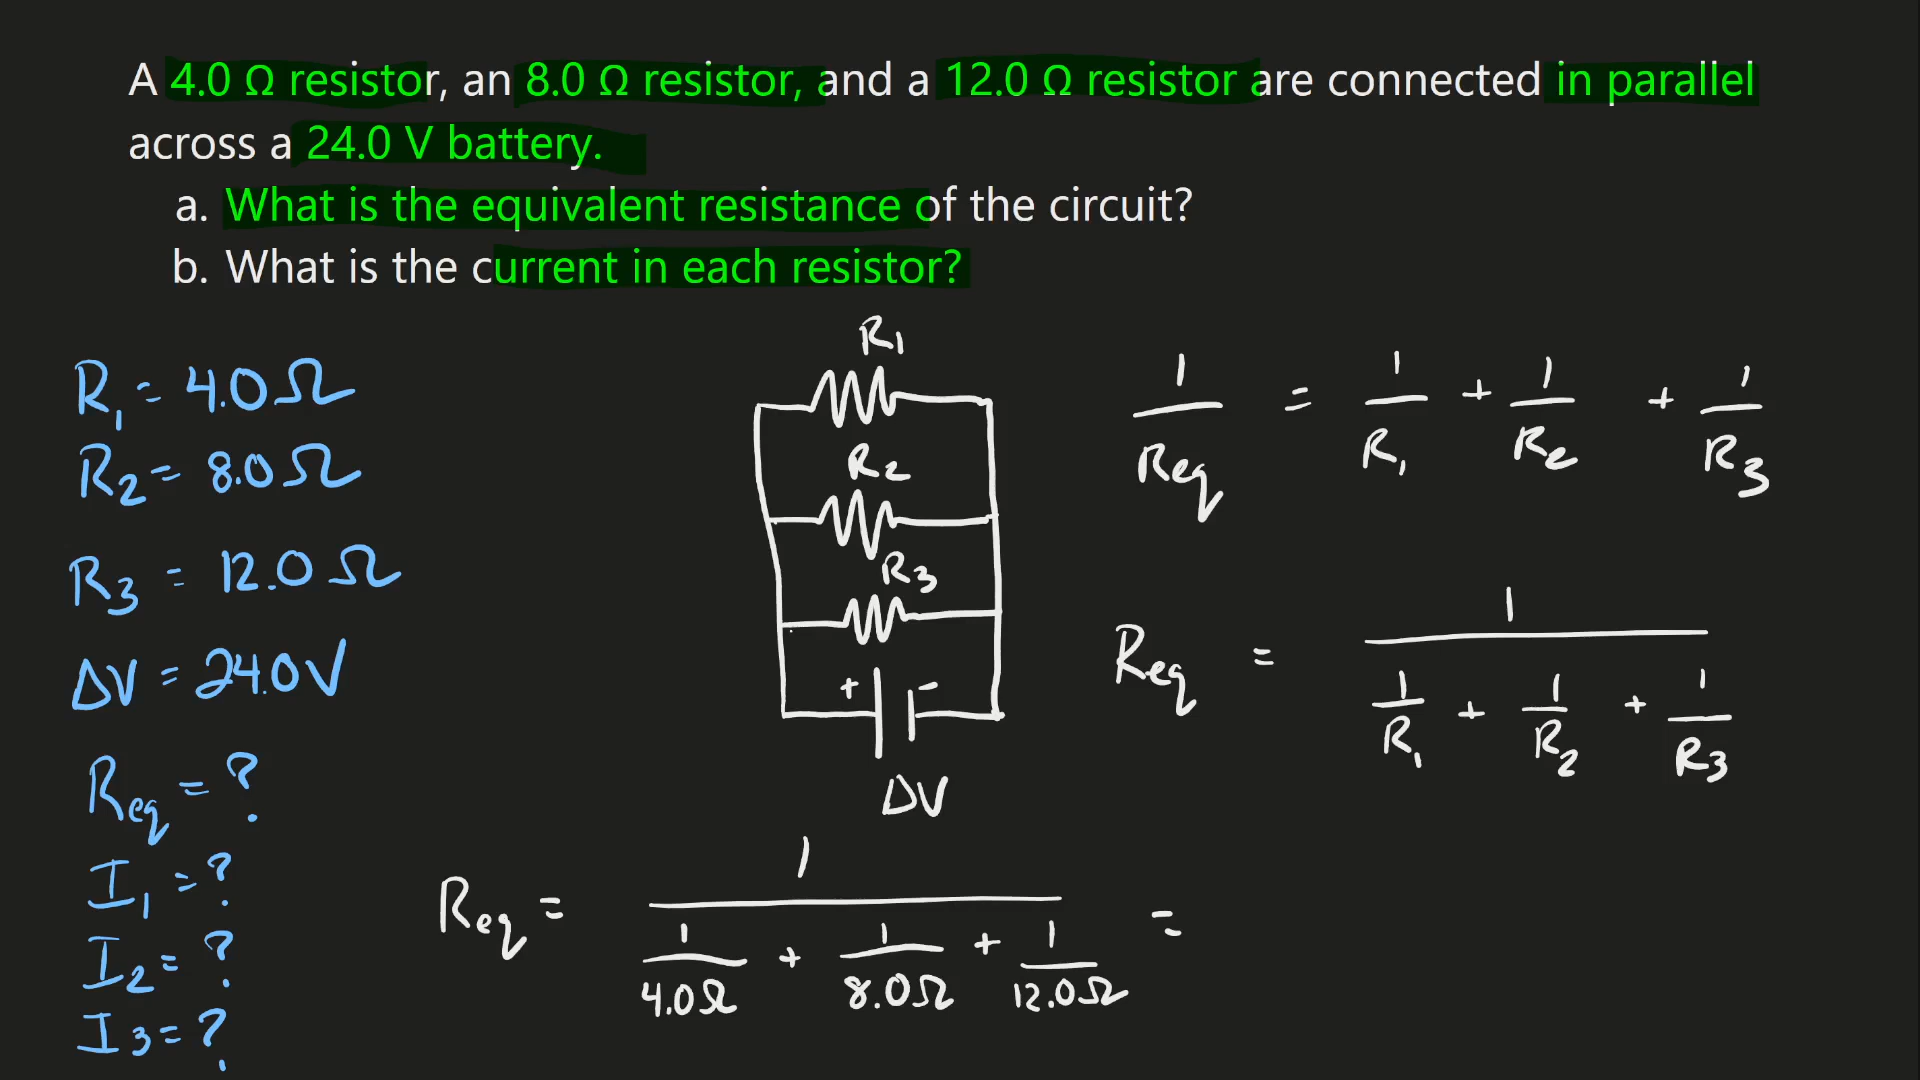 A 4.0 Ω resistor, an 8.0 Ω resistor, and a 12.0 Ω resistor are connected in parallel
across a 24.0 V battery.
a. What is the equivalent resistance of the circuit?
b. What is the current in each resistor?
R₁ = 4.0 Ω
R₂ = 8.0 Ω
R₃ = 12.0 Ω
ΔV = 24.0 V
Req = ?
I₁ = ?
I₂ = ?
I₃ = ?
R₁
R₂
R₃
+ -
ΔV
1/Req = 1/R₁ + 1/R₂ + 1/R₃
Req = 1/(1/R₁ + 1/R₂ + 1/R₃)
Req = 1/(1/4.0Ω + 1/8.0Ω + 1/12.0Ω) =